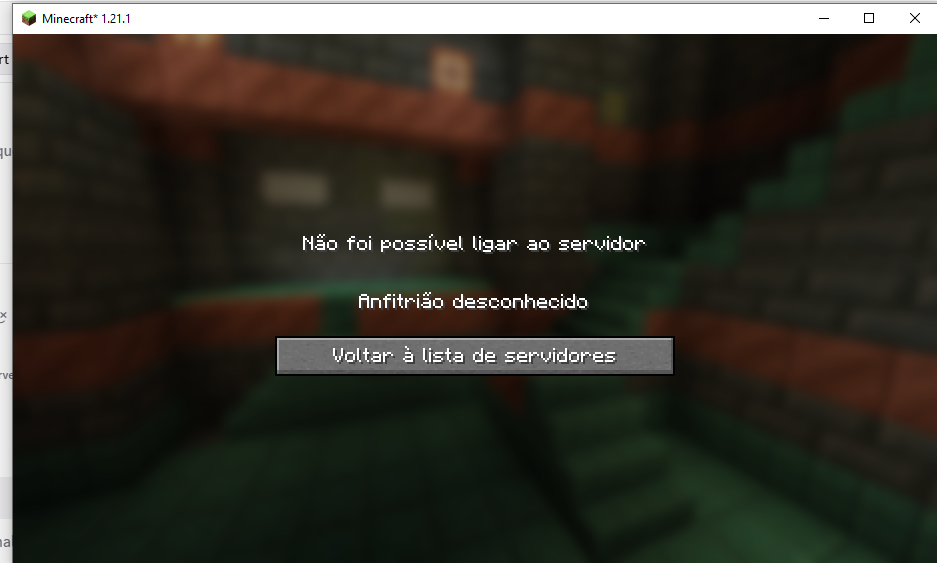 Minecraft* 1.21.1
Não foi possível ligar ao servidor
Anfitrião desconhecido
Voltar à lista de servidores